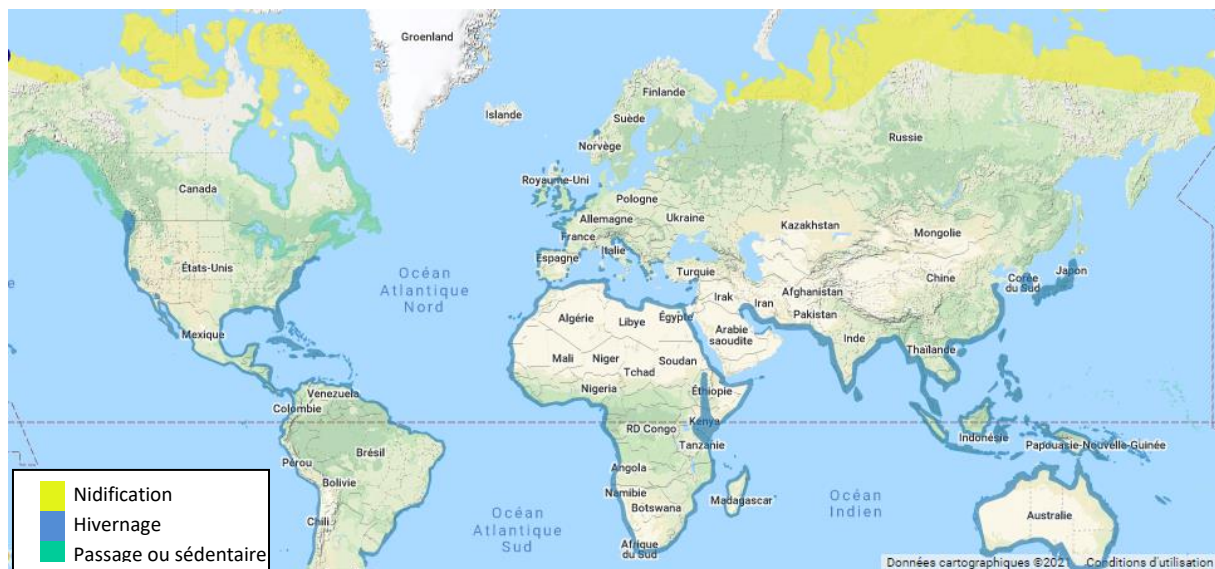 Groenland
Islande
Finlande
Suède
Norvège
Russie
Royaume-Uni
Canada
Pologne
Allemagne
Ukraine
France
Kazakhstan
Mongolie
Italie
Espagne
États-Unis
Océan
Atlantique
Nord
Turquie
Chine
Corée
du Sud
Japon
Irak
Iran
Afghanistan
Pakistan
Algérie
Libye
Égypte
Arabie
saoudite
Inde
Mexique
Mali
Niger
Soudan
Tchad
Thaïlande
Nigeria
Éthiopie
Venezuela
Colombie
RD Congo
Kenya
Tanzanie
Indonésie
Papouasie-Nouvelle-Guinée
Pérou
Brésil
Bolivie
Angola
Namibie
Botswana
Madagascar
Océan
Indien
Australie
Chili
Océan
Atlantique
Sud
Afrique
du Sud
Nidification
Hivernage
Passage ou sédentaire
Données cartographiques ©2021 Conditions d'utilisation